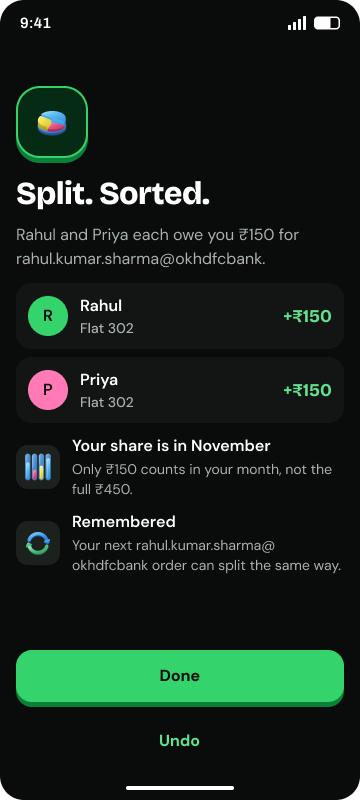 9:41
Split. Sorted.
Rahul and Priya each owe you ₹150 for
rahul.kumar.sharma@okhdfcbank.
R
Rahul
Flat 302
+₹150
P
Priya
Flat 302
+₹150
Your share is in November
Only ₹150 counts in your month, not the
full ₹450.
Remembered
Your next rahul.kumar.sharma@
okhdfcbank order can split the same way.
Done
Undo